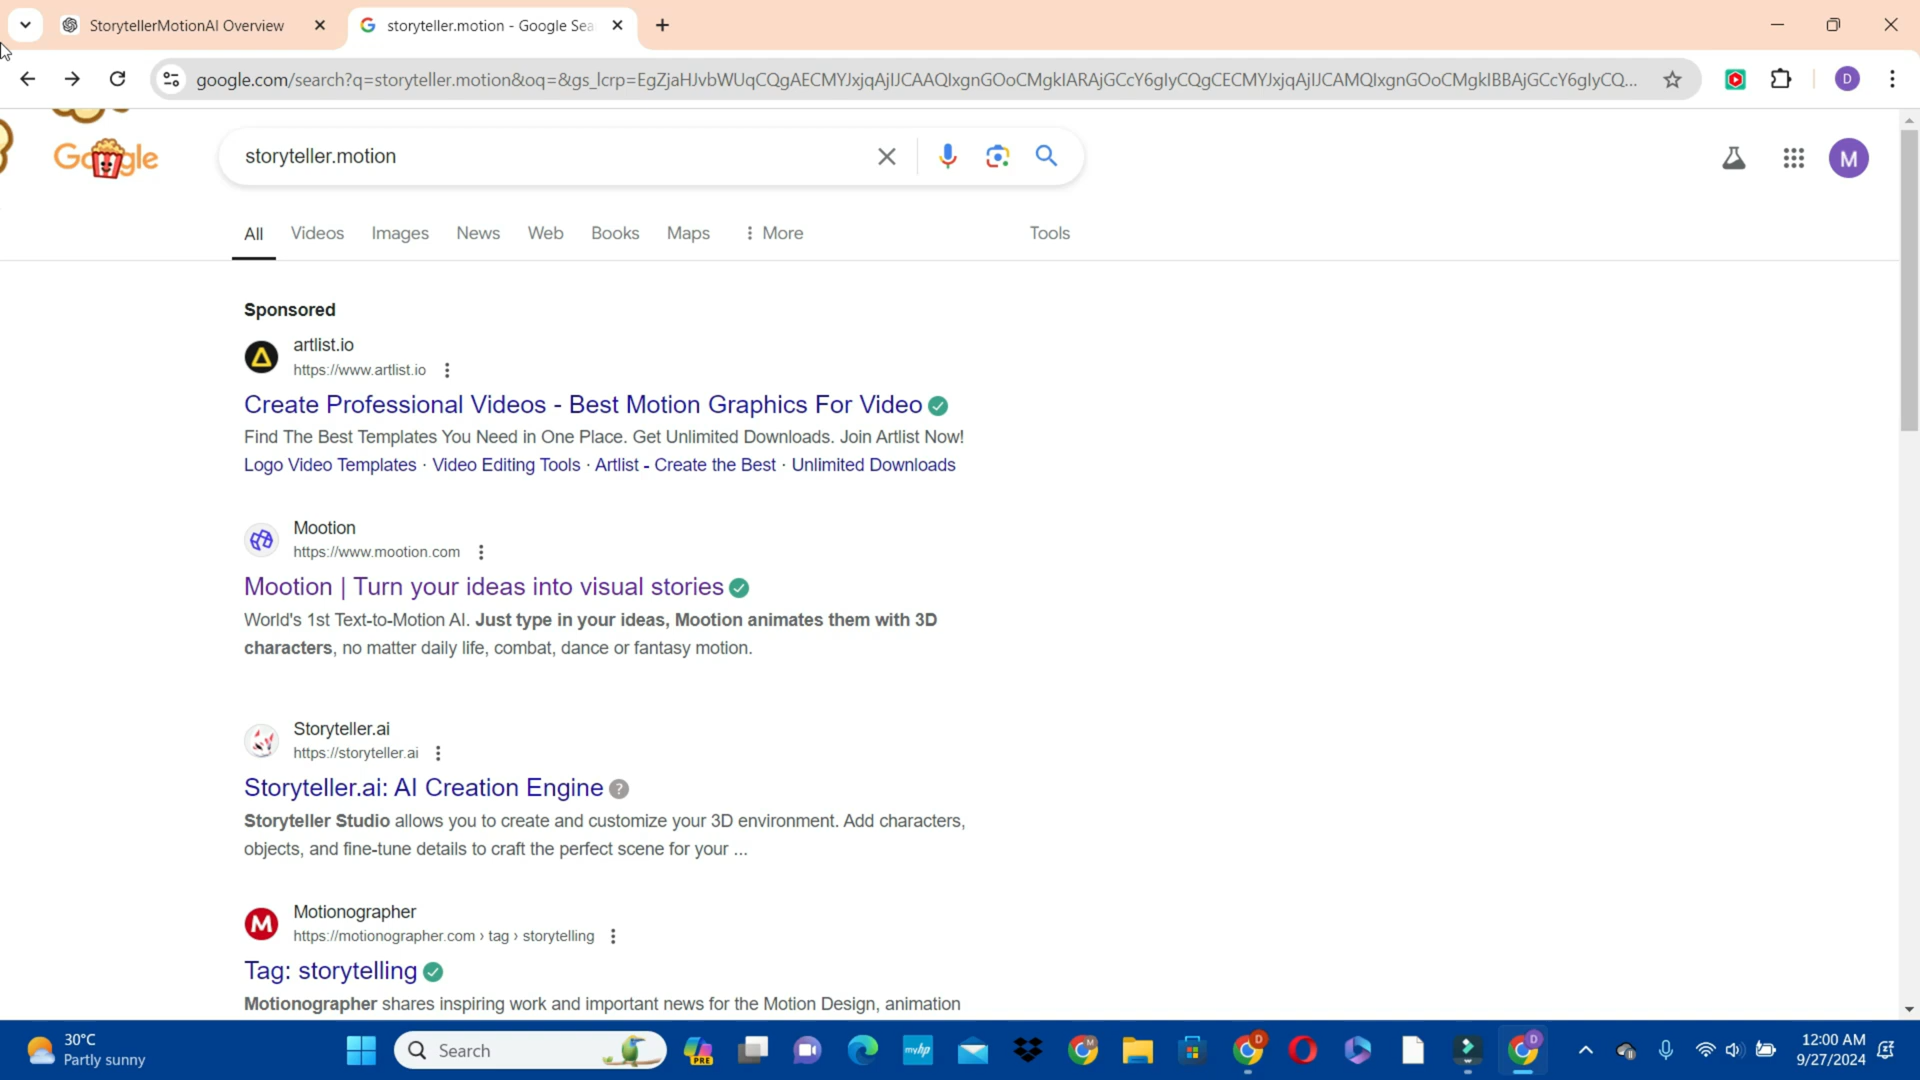 StorytellerMotionAI Overview
storyteller.motion - Google Sea
google.com/search?q=storyteller.motion&oq=&gs_lcrp=
D
Google
storyteller.motion
M
All Videos Images News Web Books Maps More Tools
Sponsored
artlist.io
https://www.artlist.io
Create Professional Videos - Best Motion Graphics For Video
Find The Best Templates You Need in One Place. Get Unlimited Downloads. Join Artlist Now!
Logo Video Templates · Video Editing Tools · Artlist - Create the Best · Unlimited Downloads
Mootion
https://www.mootion.com
Mootion | Turn your ideas into visual stories
World's 1st Text-to-Motion AI. Just type in your ideas, Mootion animates them with 3D
characters, no matter daily life, combat, dance or fantasy motion.
Storyteller.ai
https://storyteller.ai
Storyteller.ai: AI Creation Engine
Storyteller Studio allows you to create and customize your 3D environment. Add characters,
objects, and fine-tune details to craft the perfect scene for your ...
Motionographer
https://motionographer.com › tag › storytelling
Tag: storytelling
Motionographer shares inspiring work and important news for the Motion Design, animation
30°C
Partly sunny
Search
PRE
myhp
12:00 AM
9/27/2024